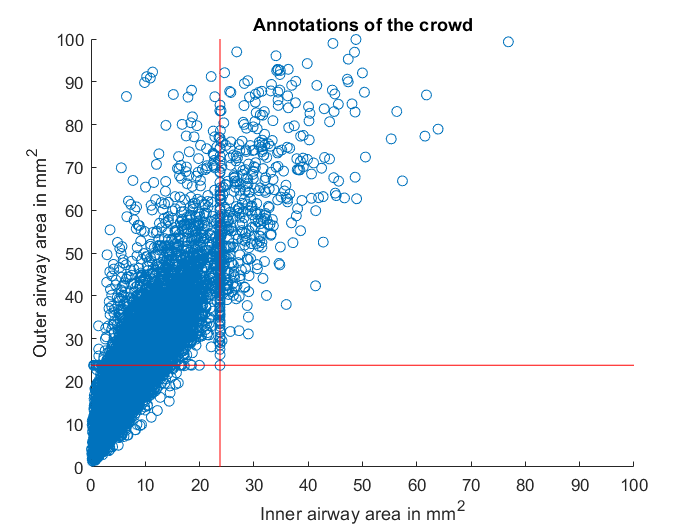 Annotations of the crowd
Outer airway area in mm²
100
90
80
70
60
50
40
30
20
10
0
0 10 20 30 40 50 60 70 80 90 100
Inner airway area in mm²